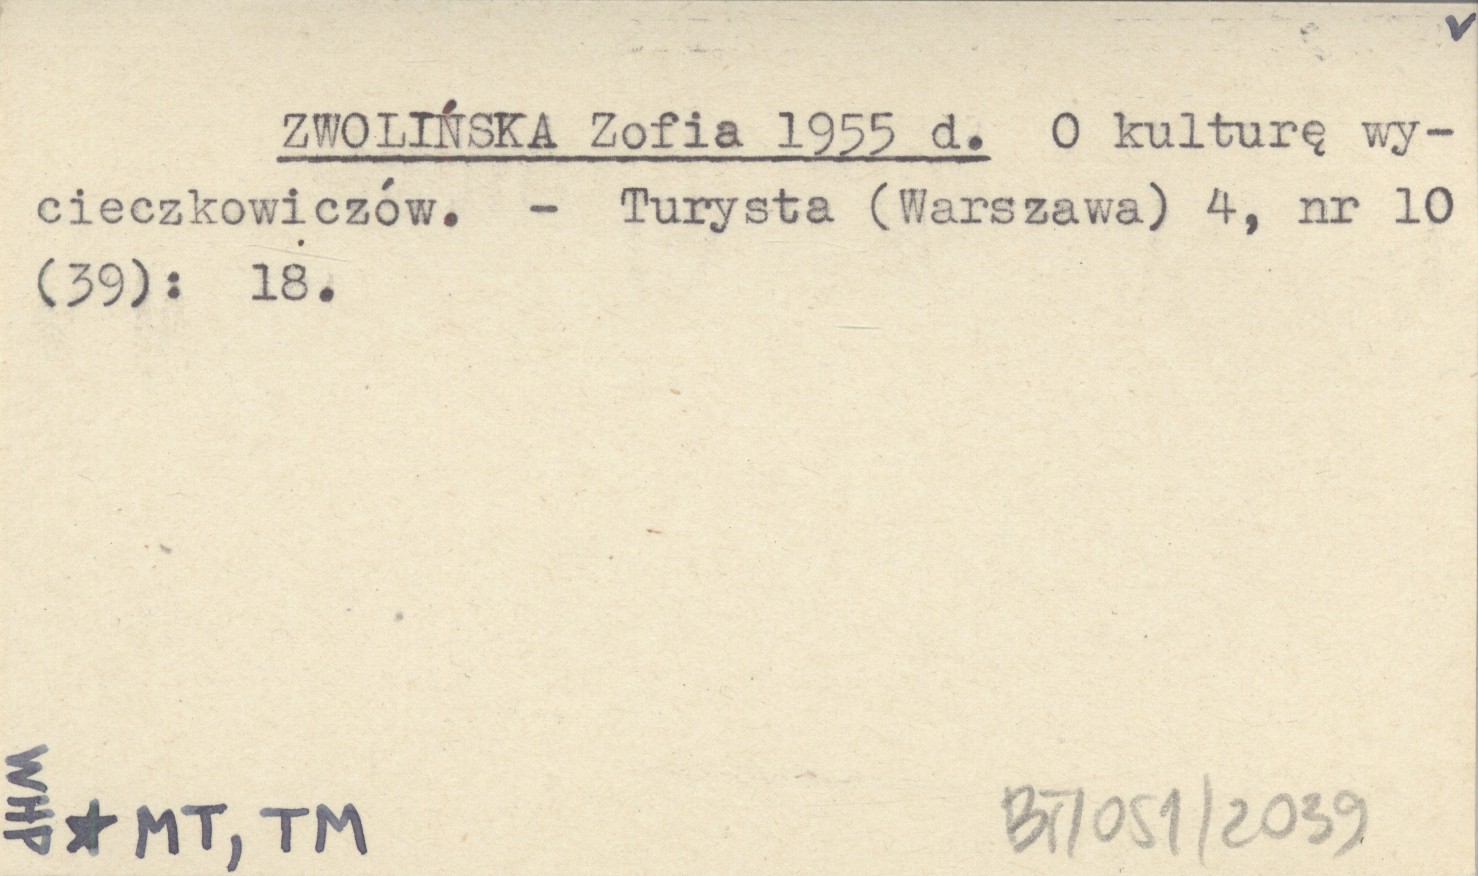 ZWOLIŃSKA Zofia 1955 d. O kulturę wy-
cieczkowiczów. - Turysta (Warszawa) 4, nr 10
(39): 18.
WHP
★ MT, TM
BT/051/2039